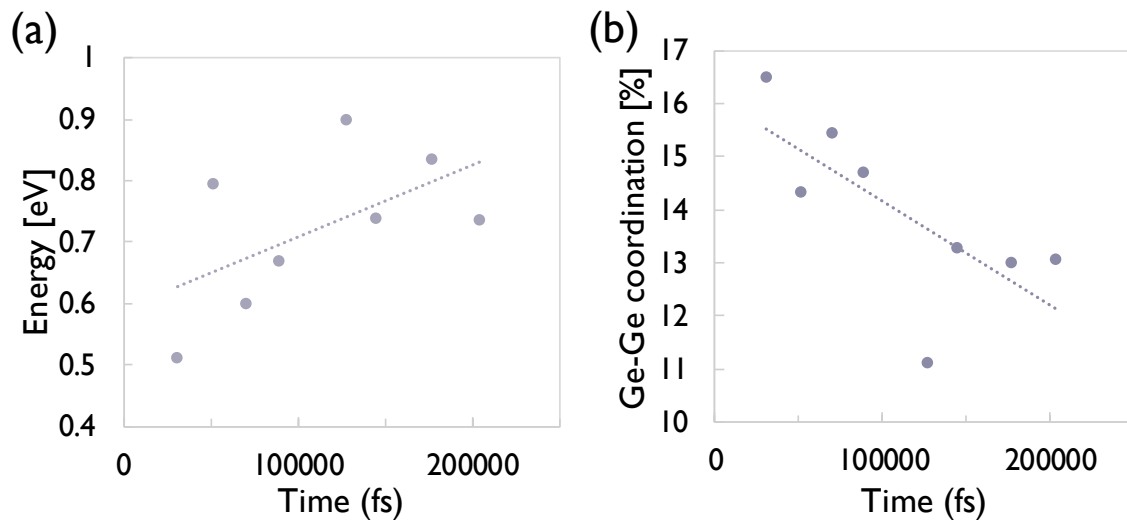 (a)
Energy [eV]
1
0.9
0.8
0.7
0.6
0.5
0.4
0 100000 200000
Time (fs)
(b)
Ge-Ge coordination [%]
17
16
15
14
13
12
11
10
0 100000 200000
Time (fs)